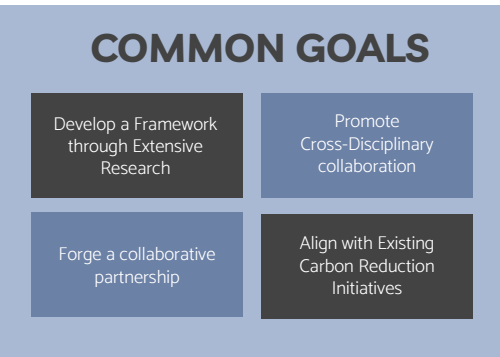 COMMON GOALS
Develop a Framework
through Extensive
Research
Promote
Cross-Disciplinary
collaboration
Forge a collaborative
partnership
Align with Existing
Carbon Reduction
Initiatives